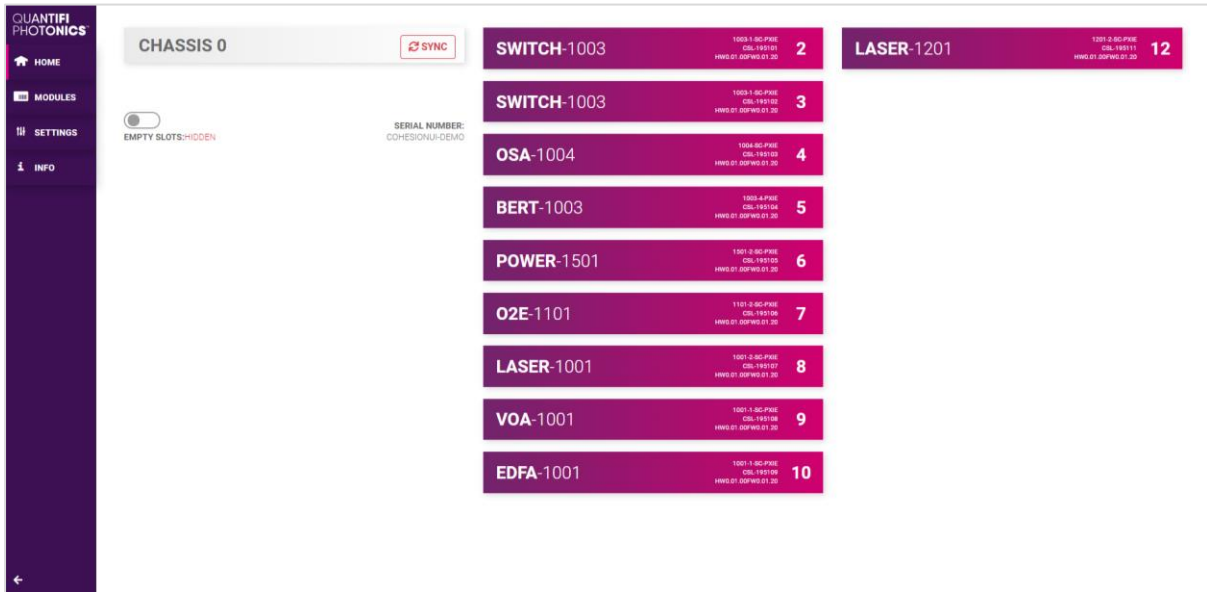 QUANTIFI
PHOTONICS™
HOME
MODULES
SETTINGS
INFO
CHASSIS 0
SYNC
EMPTY SLOTS:HIDDEN
SERIAL NUMBER:
COHESIONUI-DEMO
SWITCH-1003
1003-1-SC-PXIE
CSL-195101
HW0.01.00FW0.01.20
2
SWITCH-1003
1003-1-SC-PXIE
CSL-195102
HW0.01.00FW0.01.20
3
OSA-1004
1004-SC-PXIE
CSL-195103
HW0.01.00FW0.01.20
4
BERT-1003
1003-4-PXIE
CSL-195104
HW0.01.00FW0.01.20
5
POWER-1501
1501-2-SC-PXIE
CSL-195105
HW0.01.00FW0.01.20
6
O2E-1101
1101-2-SC-PXIE
CSL-195106
HW0.01.00FW0.01.20
7
LASER-1001
1001-2-SC-PXIE
CSL-195107
HW0.01.00FW0.01.20
8
VOA-1001
1001-1-SC-PXIE
CSL-195108
HW0.01.00FW0.01.20
9
EDFA-1001
1001-1-SC-PXIE
CSL-195109
HW0.01.00FW0.01.20
10
LASER-1201
1201-2-SC-PXIE
CSL-195111
HW0.01.00FW0.01.20
12